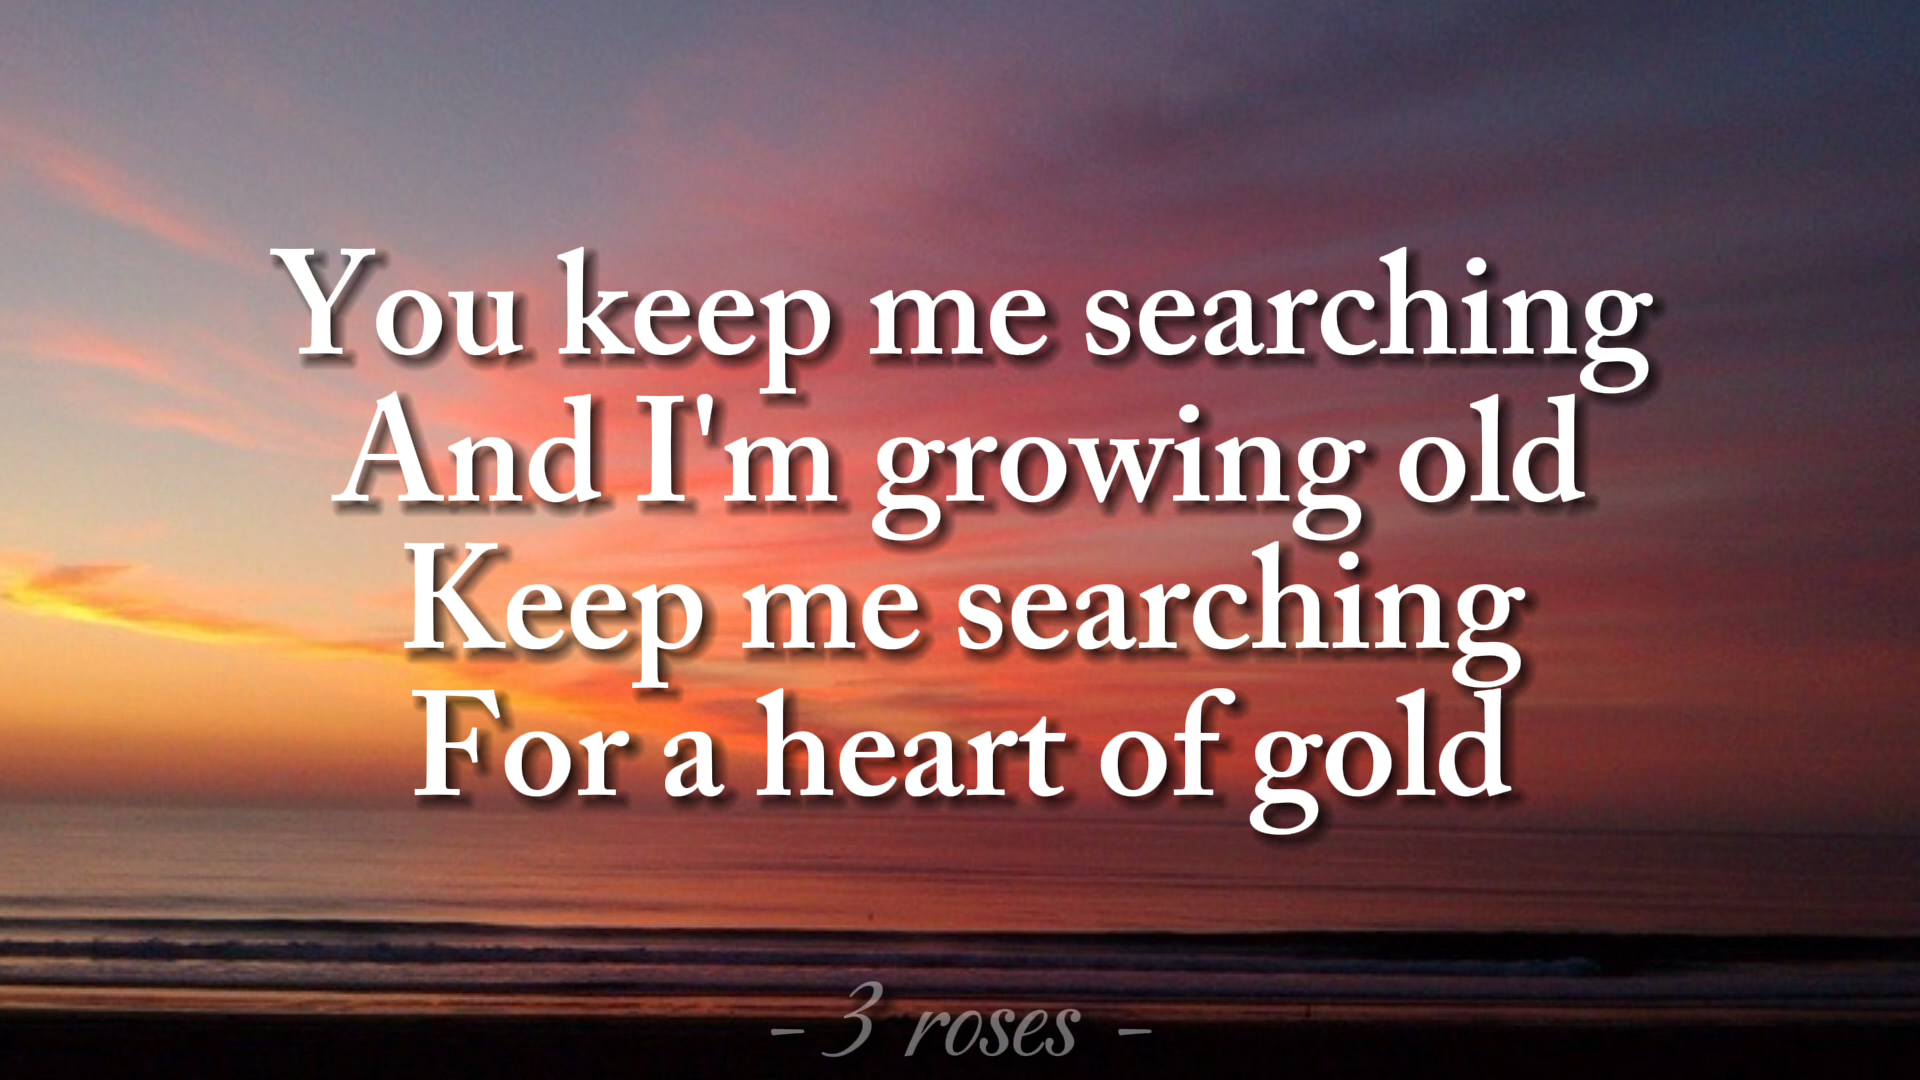 You keep me searching
And I'm growing old
Keep me searching
For a heart of gold
- 3 roses -